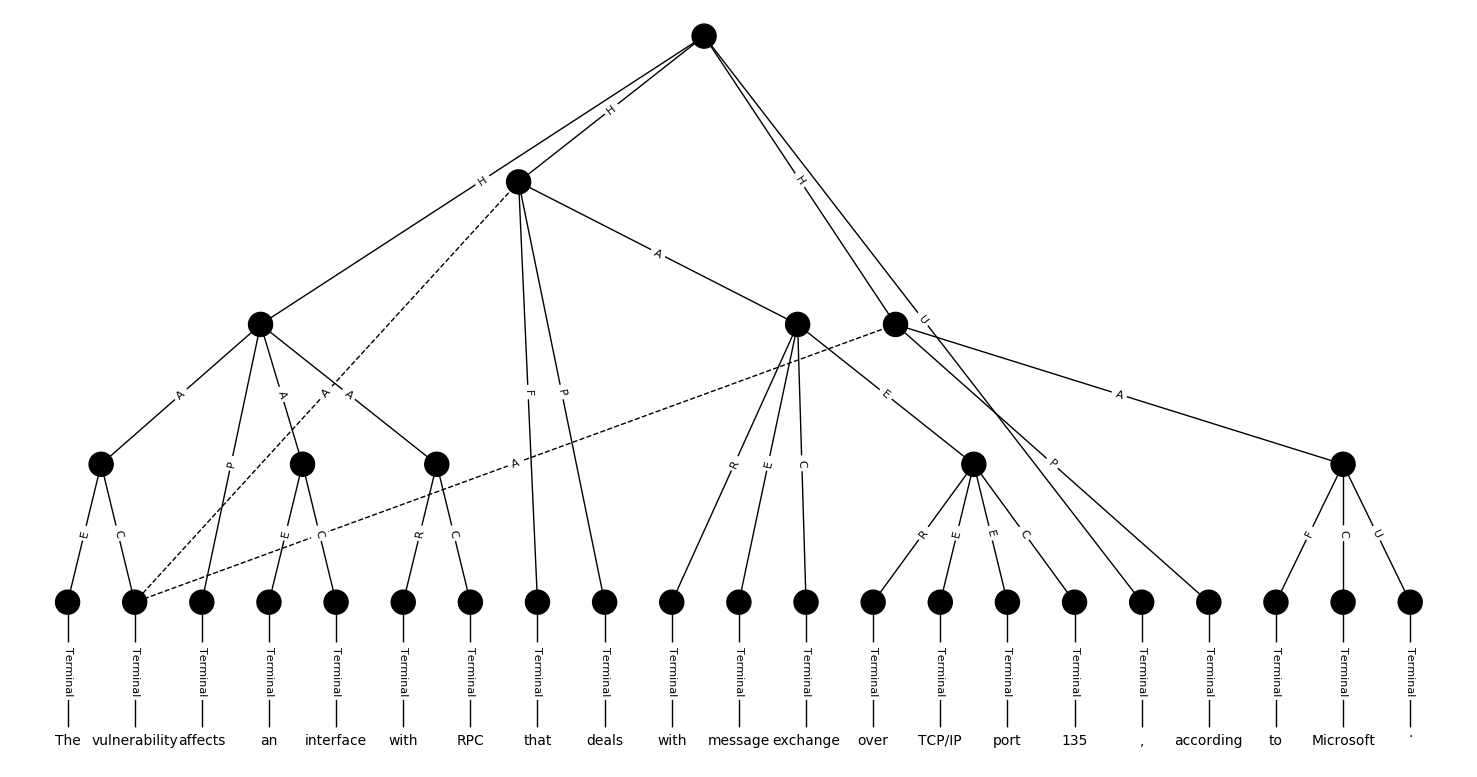 H
H
H
H
A
U
A
P
A
A
A
F
P
E
A
P
A
R
E
C
P
E
C
E
C
R
C
R
E
E
C
F
C
U
Terminal Terminal Terminal Terminal Terminal Terminal Terminal Terminal Terminal Terminal Terminal Terminal Terminal Terminal Terminal Terminal Terminal Terminal Terminal Terminal Terminal
The vulnerability affects an interface with RPC that deals with message exchange over TCP/IP port 135 , according to Microsoft .